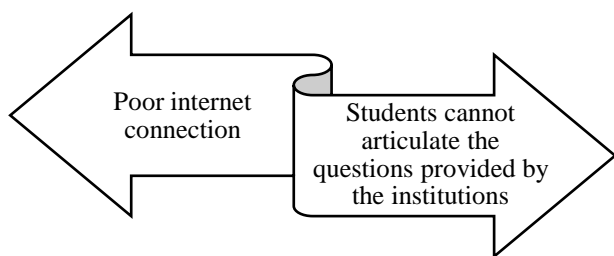 Poor internet
connection
Students cannot
articulate the
questions provided by
the institutions